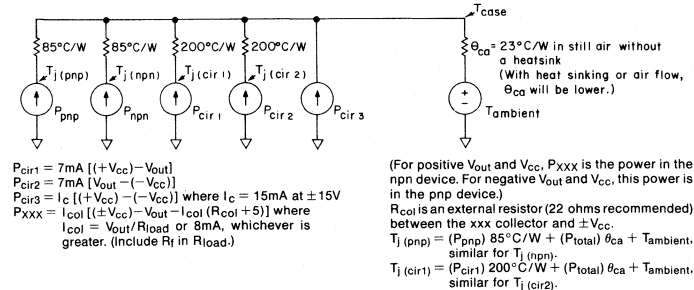 Tcase
85°C/W
85°C/W
200°C/W
200°C/W
θca = 23°C/W in still air without
a heatsink
(With heat sinking or air flow,
θca will be lower.)
Tj (pnp)
Tj (npn)
Tj (cir 1)
Tj (cir 2)
Ppnp
Pnpn
Pcir 1
Pcir 2
Pcir 3
+
−
Tambient
Pcir1 = 7mA [(+Vcc)−Vout]
Pcir2 = 7mA [Vout −(−Vcc)]
Pcir3 = Ic [(+Vcc) −(−Vcc)] where Ic = 15mA at ±15V
Pxxx = Icol [(±Vcc)−Vout−Icol (Rcol +5)] where
Icol = Vout/Rload or 8mA, whichever is
greater. (Include Rf in Rload.)
(For positive Vout and Vcc, PXXX is the power in the
npn device. For negative Vout and Vcc, this power is
in the pnp device.)
Rcol is an external resistor (22 ohms recommended)
between the xxx collector and ±Vcc.
Tj (pnp) = (Ppnp) 85°C/W + (Ptotal) θca + Tambient,
similar for Tj (npn).
Tj (cir1) = (Pcir1) 200°C/W + (Ptotal) θca + Tambient,
similar for Tj (cir2).